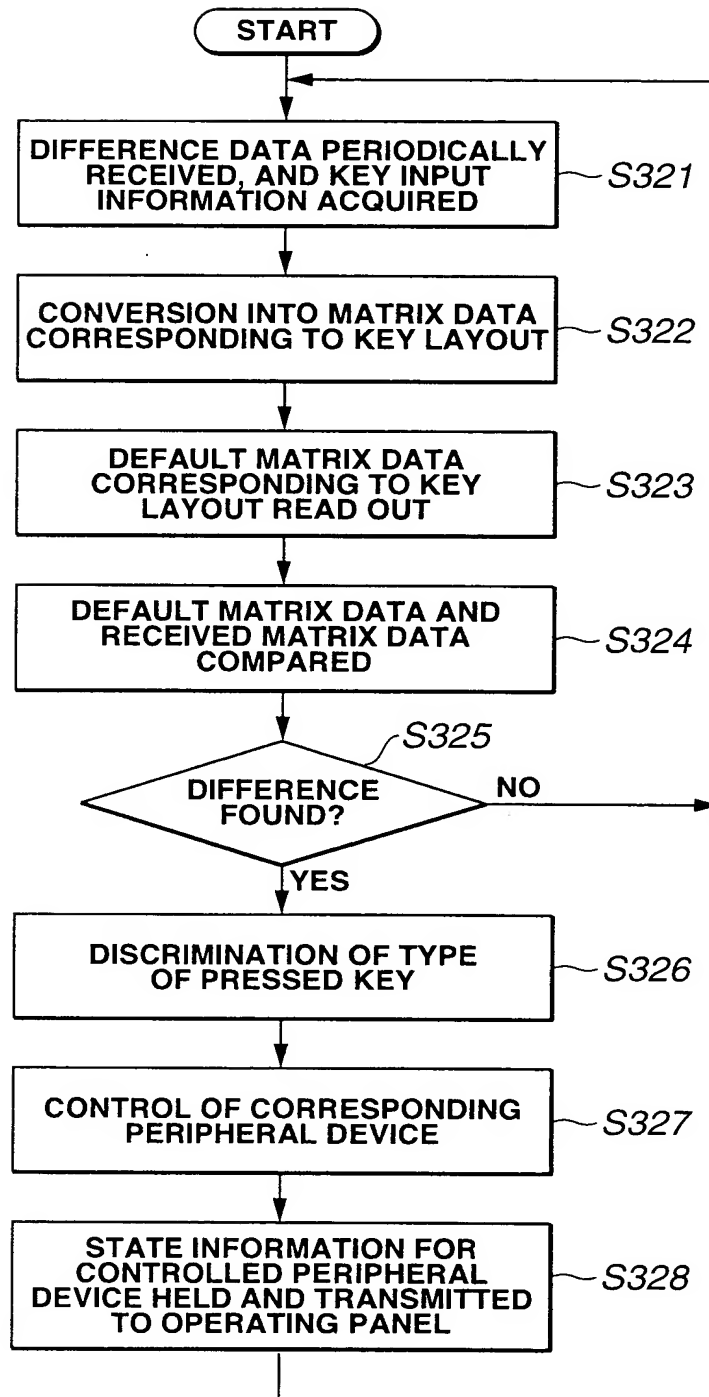 START
DIFFERENCE DATA PERIODICALLY
RECEIVED, AND KEY INPUT
INFORMATION ACQUIRED
S321
CONVERSION INTO MATRIX DATA
CORRESPONDING TO KEY LAYOUT
S322
DEFAULT MATRIX DATA
CORRESPONDING TO KEY
LAYOUT READ OUT
S323
DEFAULT MATRIX DATA AND
RECEIVED MATRIX DATA
COMPARED
S324
S325
DIFFERENCE
FOUND?
NO
YES
DISCRIMINATION OF TYPE
OF PRESSED KEY
S326
CONTROL OF CORRESPONDING
PERIPHERAL DEVICE
S327
STATE INFORMATION FOR
CONTROLLED PERIPHERAL
DEVICE HELD AND TRANSMITTED
TO OPERATING PANEL
S328